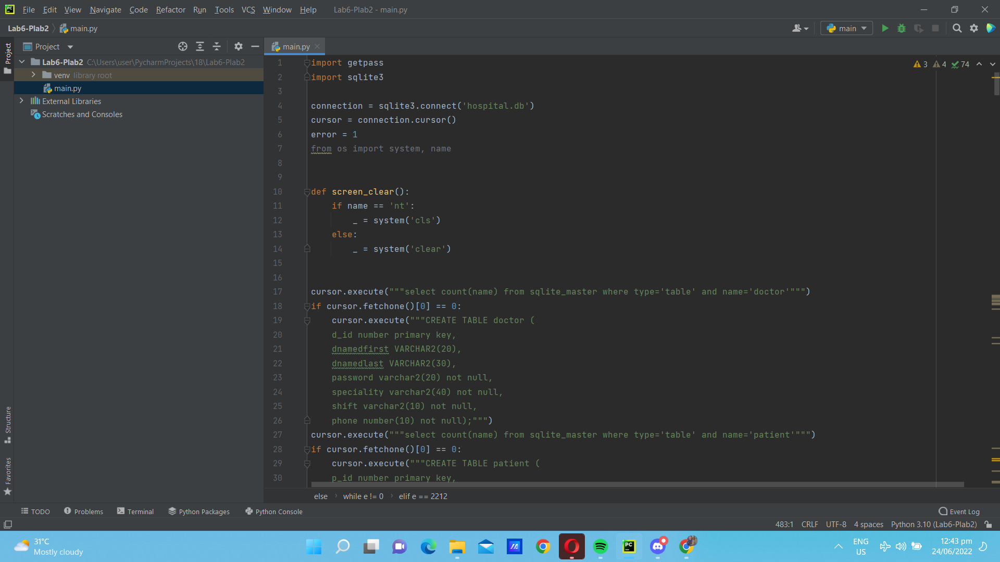 File Edit View Navigate Code Refactor Run Tools VCS Window Help Lab6-Plab2 - main.py
Lab6-Plab2 main.py main
Project
Project
main.py
Lab6-Plab2 C:\Users\user\PycharmProjects\18\Lab6-Plab2
venv library root
main.py
External Libraries
Scratches and Consoles
3 4 74
1 import getpass
2 import sqlite3
3
4 connection = sqlite3.connect('hospital.db')
5 cursor = connection.cursor()
6 error = 1
7 from os import system, name
8
9
10 def screen_clear():
11 if name == 'nt':
12 _ = system('cls')
13 else:
14 _ = system('clear')
15
16
17 cursor.execute("""select count(name) from sqlite_master where type='table' and name='doctor'""")
18 if cursor.fetchone()[0] == 0:
19 cursor.execute("""CREATE TABLE doctor (
20 d_id number primary key,
21 dnamedfirst VARCHAR2(20),
22 dnamedlast VARCHAR2(30),
23 password varchar2(20) not null,
24 speciality varchar2(40) not null,
25 shift varchar2(10) not null,
26 phone number(10) not null);""")
27 cursor.execute("""select count(name) from sqlite_master where type='table' and name='patient'""")
28 if cursor.fetchone()[0] == 0:
29 cursor.execute("""CREATE TABLE patient (
30 p_id number primary key,
Structure
Favorites
else while e != 0 elif e == 2212
TODO Problems Terminal Python Packages Python Console Event Log
483:1 CRLF UTF-8 4 spaces Python 3.10 (Lab6-Plab2)
31°C
Mostly cloudy
PC
ENG
US
12:43 pm
24/06/2022